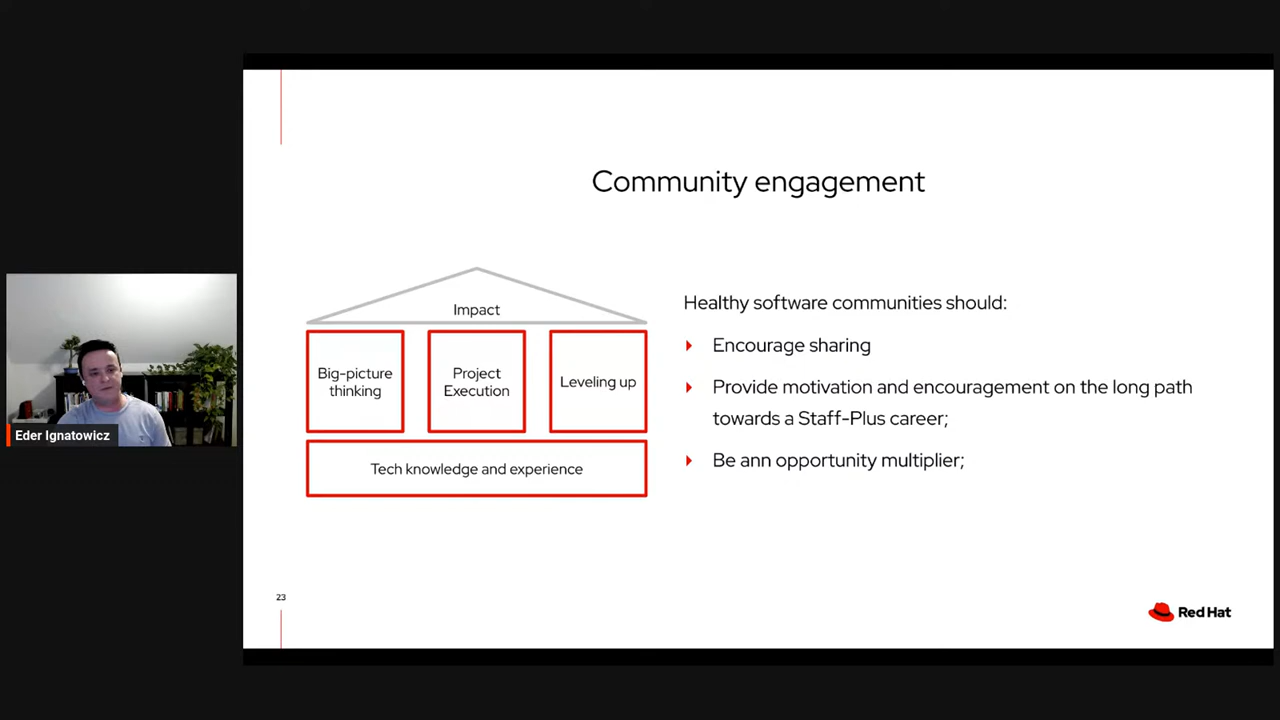 Community engagement
Impact
Big-picture
thinking
Project
Execution
Leveling up
Tech knowledge and experience
Healthy software communities should:
Encourage sharing
Provide motivation and encouragement on the long path
towards a Staff-Plus career;
Be ann opportunity multiplier;
Eder Ignatowicz
23
Red Hat